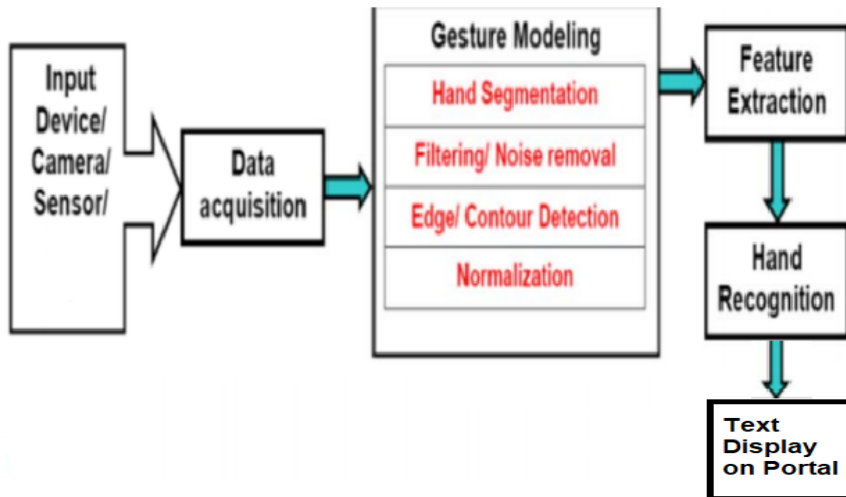 Input
Device/
Camera/
Sensor/
Data
acquisition
Gesture Modeling
Hand Segmentation
Filtering/ Noise removal
Edge/ Contour Detection
Normalization
Feature
Extraction
Hand
Recognition
Text
Display
on Portal